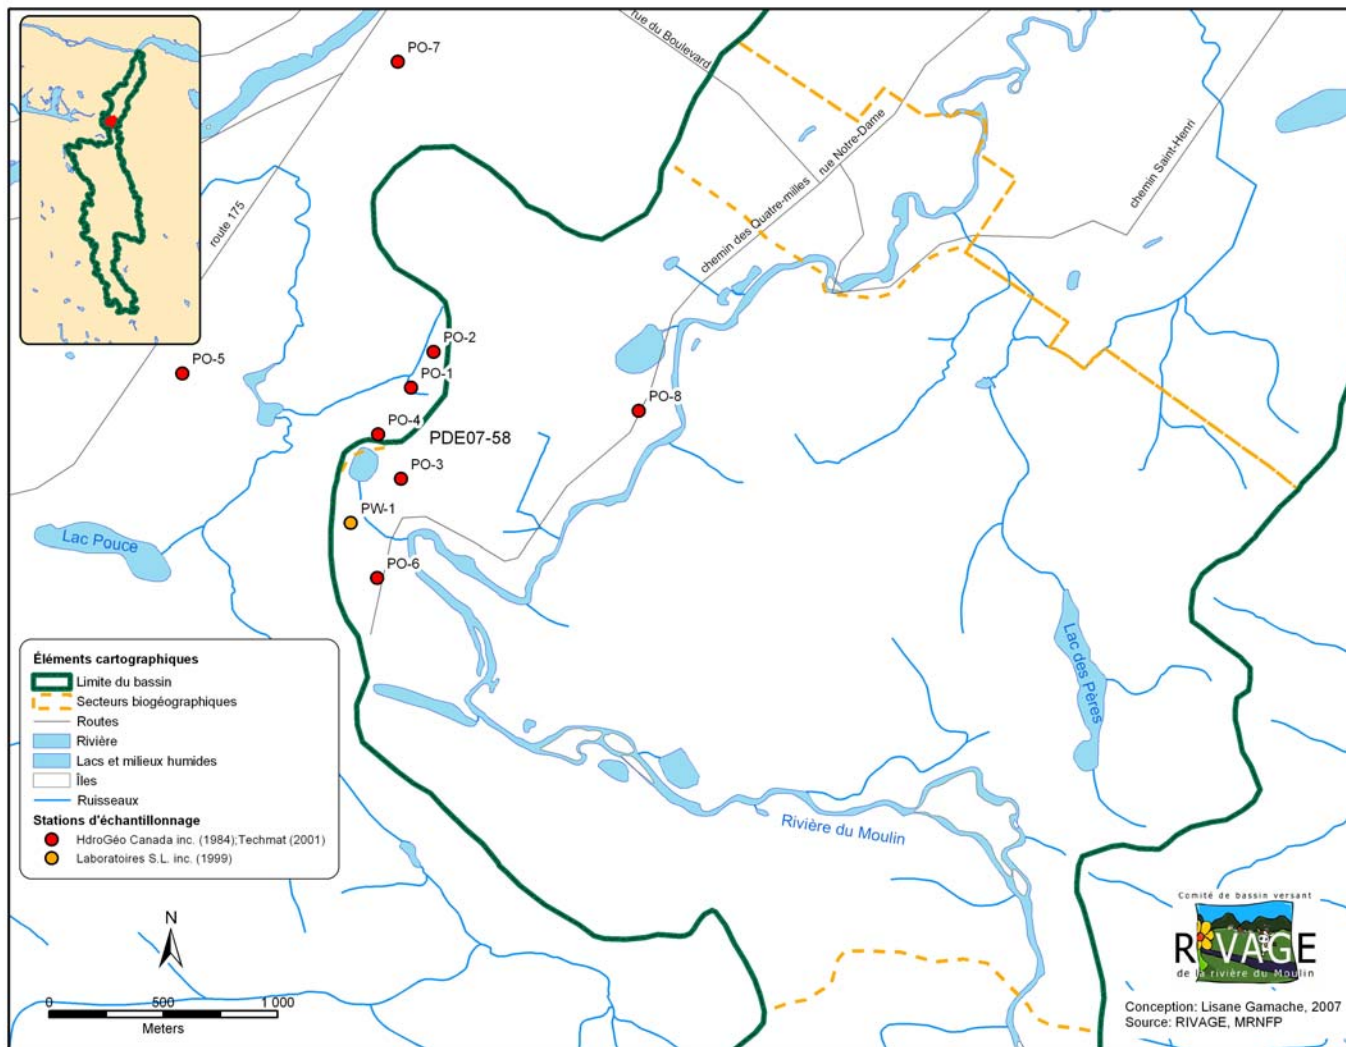 PO-7
rue du Boulevard
rue Notre-Dame
chemin des Quatre-milles
chemin Saint-Henri
route 175
PO-2
PO-5
PO-1
PO-8
PO-4
PDE07-58
PO-3
PW-1
Lac Pouce
PO-6
Lac des Pères
Rivière du Moulin
Éléments cartographiques
Limite du bassin
Secteurs biogéographiques
Routes
Rivière
Lacs et milieux humides
Îles
Ruisseaux
Stations d'échantillonnage
HdroGéo Canada inc. (1984);Techmat (2001)
Laboratoires S.L. inc. (1999)
N
0 500 1 000
Meters
Comité de bassin versant
RIVAGE
de la rivière du Moulin
Conception: Lisane Gamache, 2007
Source: RIVAGE, MRNFP